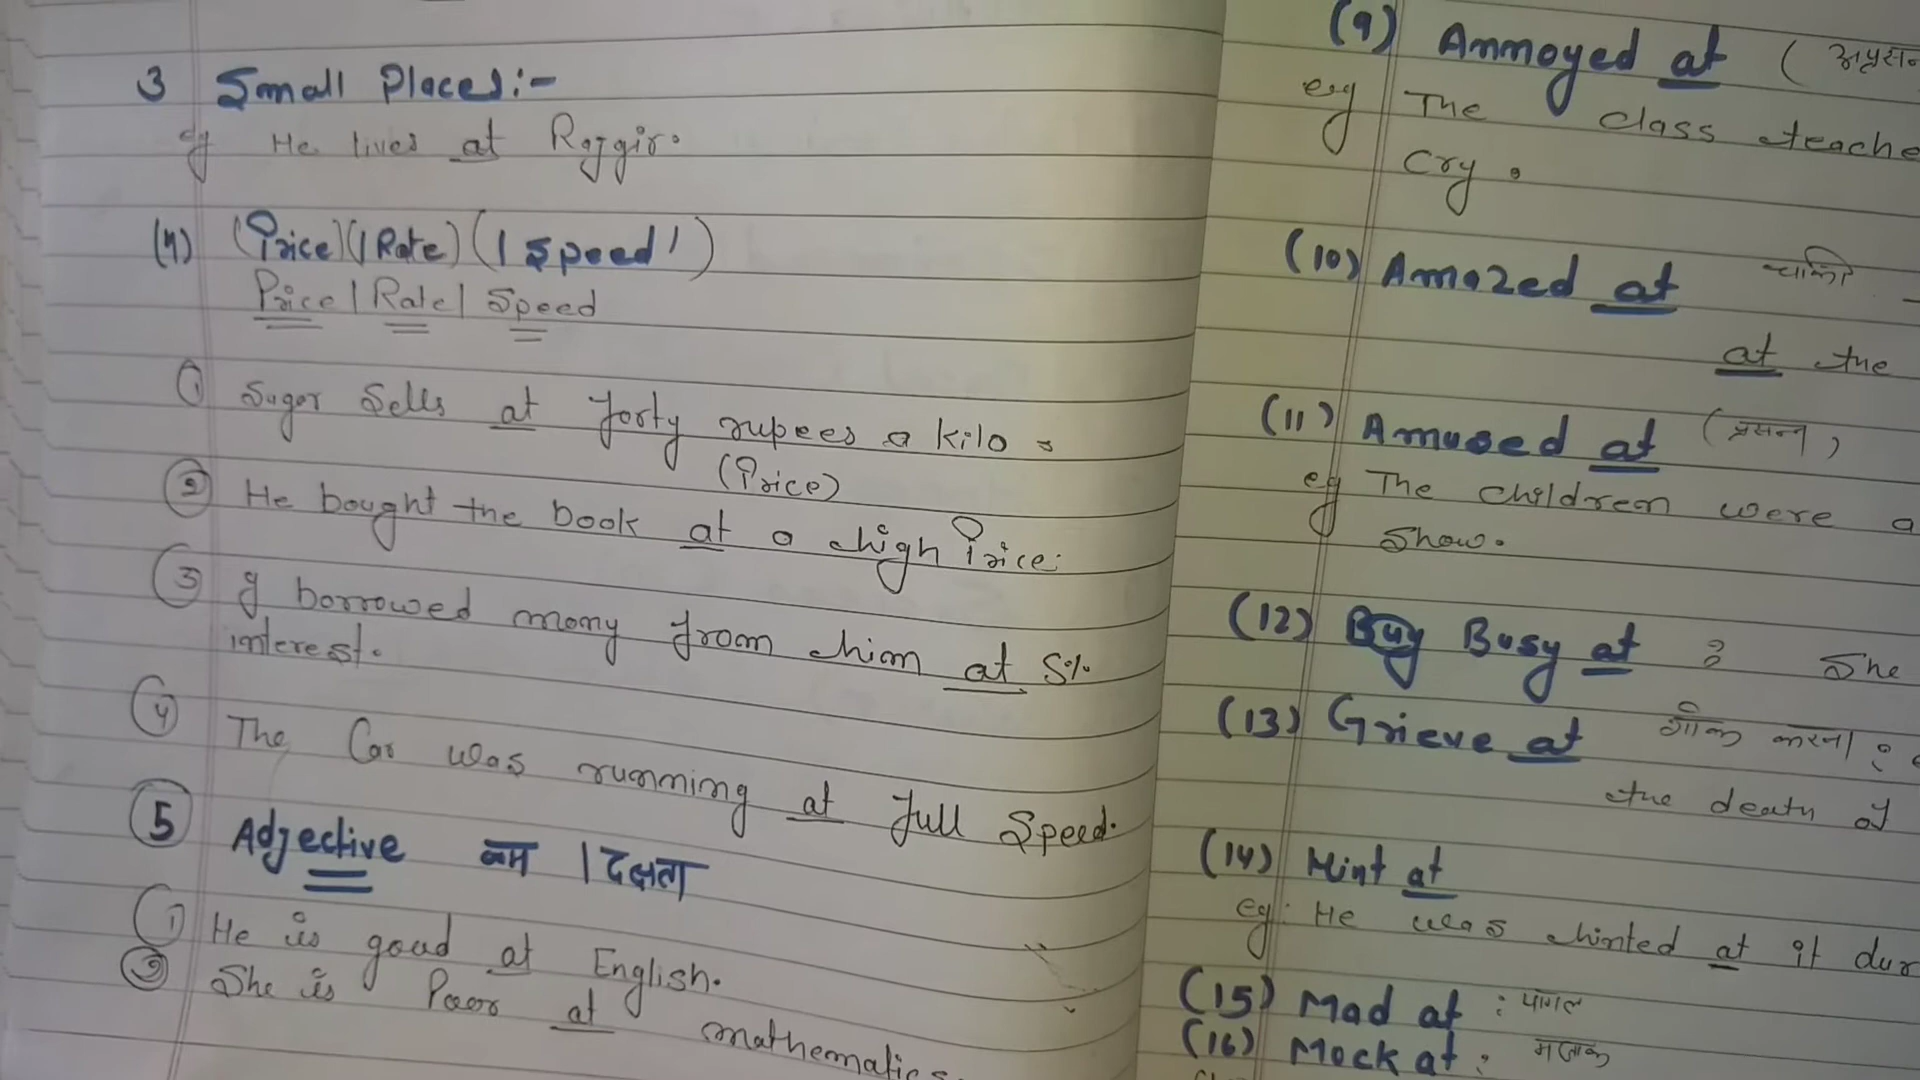 3 Small Places:-
eg He lives at Rajgir.
(4) (Price)(|Rate)(|Speed|)
Price | Rate | Speed
① Sugar Sells at forty rupees a kilo.
(Price)
② He bought the book at a high Price.
③ I borrowed mony from him at 5%
interest.
④ The Car was running at full Speed.
⑤ Adjective कम | दक्षता
① He is good at English.
② She is Poor at mathematics.
(9) Annoyed at (
eg The class teache
Cry.
(10) Amazed at
at the
(11) Amused at (प्रसन्न)
eg The children were a
Show.
(12) Busy at : She
(13) Grieve at शोक करना :
the death of
(14) Hint at
eg: He was hinted at it dur
(15) Mad at : पागल
(16) Mock at : मजाक